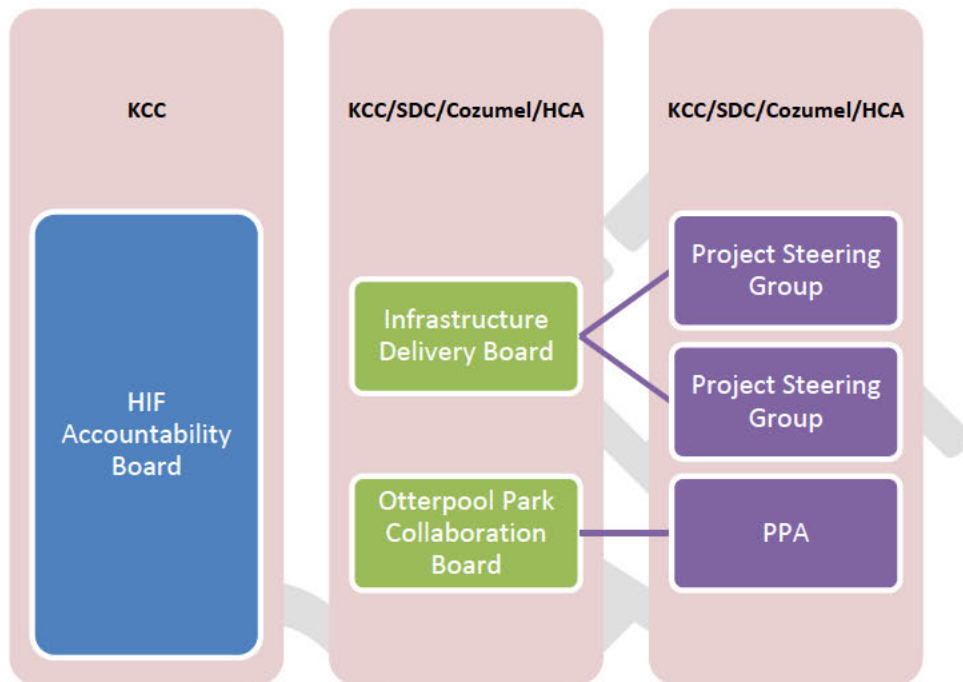 KCC
KCC/SDC/Cozumel/HCA
KCC/SDC/Cozumel/HCA
HIF
Accountability
Board
Infrastructure
Delivery Board
Otterpool Park
Collaboration
Board
Project Steering
Group
Project Steering
Group
PPA